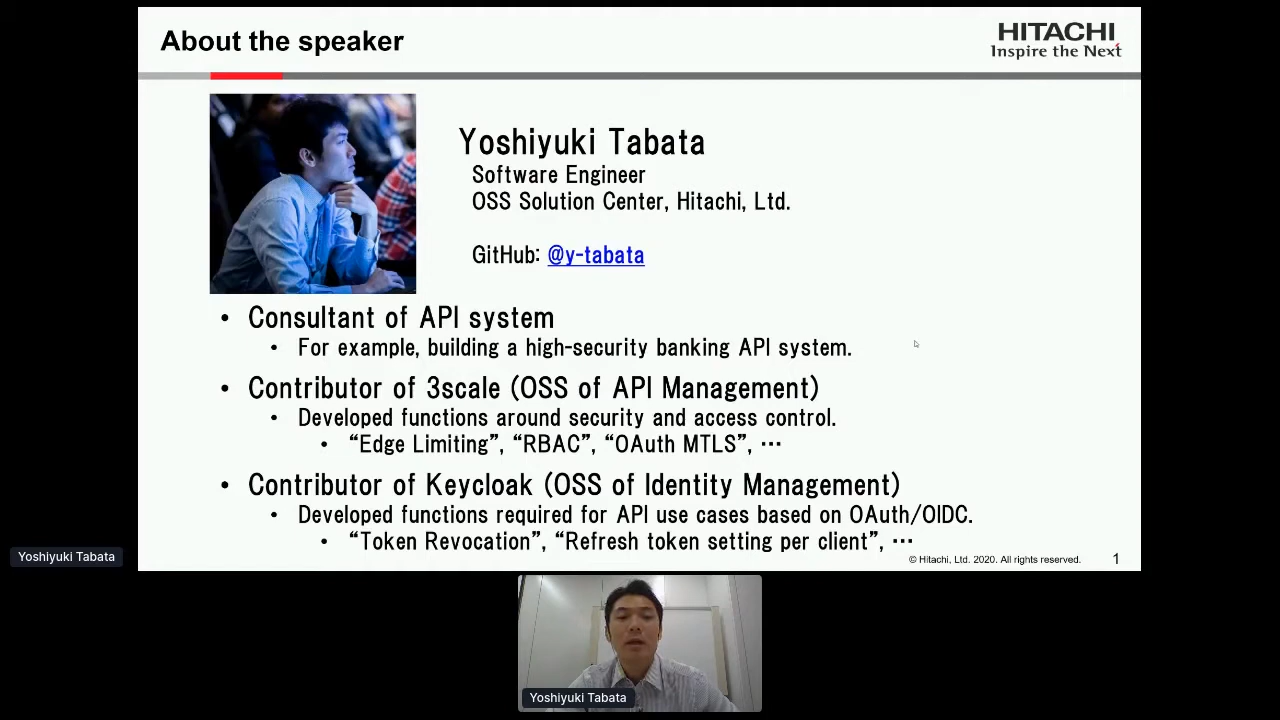 About the speaker
HITACHI
Inspire the Next
Yoshiyuki Tabata
Software Engineer
OSS Solution Center, Hitachi, Ltd.
GitHub: @y-tabata
• Consultant of API system
• For example, building a high-security banking API system.
• Contributor of 3scale (OSS of API Management)
• Developed functions around security and access control.
• “Edge Limiting”, “RBAC”, “OAuth MTLS”, …
• Contributor of Keycloak (OSS of Identity Management)
• Developed functions required for API use cases based on OAuth/OIDC.
• “Token Revocation”, “Refresh token setting per client”, …
© Hitachi, Ltd. 2020. All rights reserved. 1
Yoshiyuki Tabata
Yoshiyuki Tabata